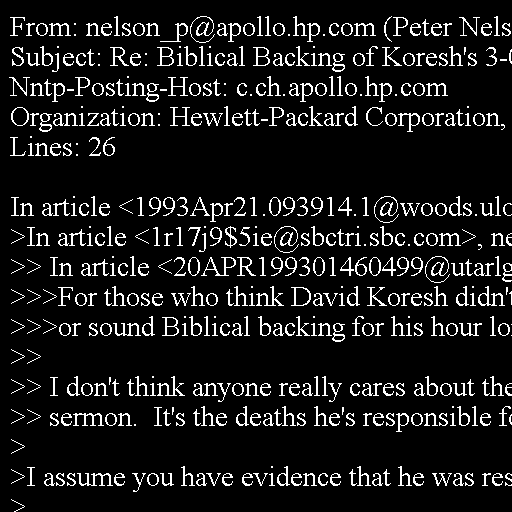 From: nelson_p@apollo.hp.com (Peter Nels
Subject: Re: Biblical Backing of Koresh's 3-
Nntp-Posting-Host: c.ch.apollo.hp.com
Organization: Hewlett-Packard Corporation,
Lines: 26

In article <1993Apr21.093914.1@woods.ulo
>In article <1r17j9$5ie@sbctri.sbc.com>, ne
>> In article <20APR199301460499@utarlg
>>>For those who think David Koresh didn't
>>>or sound Biblical backing for his hour lo
>>
>> I don't think anyone really cares about the
>> sermon.  It's the deaths he's responsible fo
>
>I assume you have evidence that he was res
>